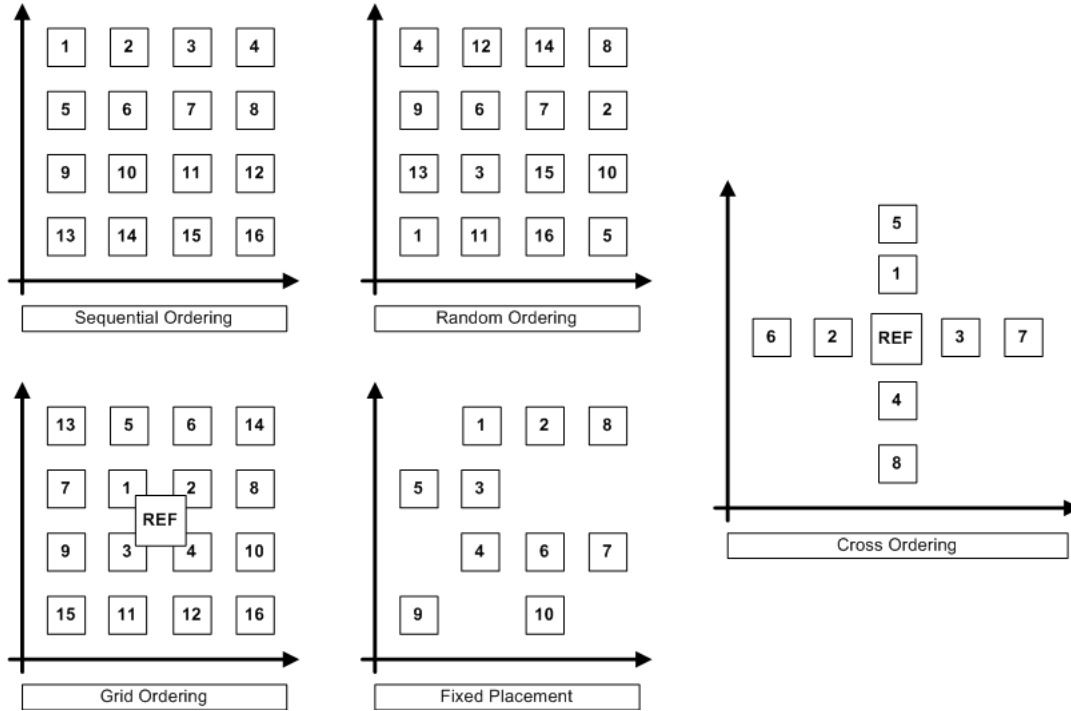 1 2 3 4
5 6 7 8
9 10 11 12
13 14 15 16
Sequential Ordering
4 12 14 8
9 6 7 2
13 3 15 10
1 11 16 5
Random Ordering
13 5 6 14
7 1 2 8
REF
9 3 4 10
15 11 12 16
Grid Ordering
1 2 8
5 3
4 6 7
9 10
Fixed Placement
5
1
6 2 REF 3 7
4
8
Cross Ordering